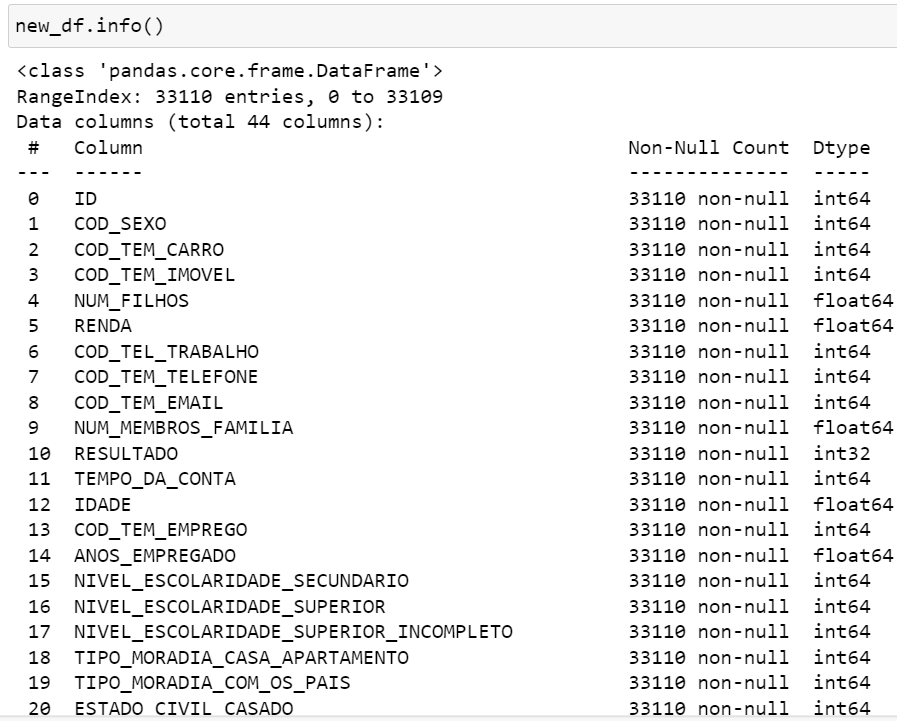 new_df.info()
<class 'pandas.core.frame.DataFrame'>
RangeIndex: 33110 entries, 0 to 33109
Data columns (total 44 columns):
 #   Column                                        Non-Null Count  Dtype
---  ------                                        --------------  -----
 0   ID                                            33110 non-null  int64
 1   COD_SEXO                                      33110 non-null  int64
 2   COD_TEM_CARRO                                 33110 non-null  int64
 3   COD_TEM_IMOVEL                                33110 non-null  int64
 4   NUM_FILHOS                                    33110 non-null  float64
 5   RENDA                                         33110 non-null  float64
 6   COD_TEL_TRABALHO                              33110 non-null  int64
 7   COD_TEM_TELEFONE                              33110 non-null  int64
 8   COD_TEM_EMAIL                                 33110 non-null  int64
 9   NUM_MEMBROS_FAMILIA                           33110 non-null  float64
 10  RESULTADO                                     33110 non-null  int32
 11  TEMPO_DA_CONTA                                33110 non-null  int64
 12  IDADE                                         33110 non-null  float64
 13  COD_TEM_EMPREGO                               33110 non-null  int64
 14  ANOS_EMPREGADO                                33110 non-null  float64
 15  NIVEL_ESCOLARIDADE_SECUNDARIO                 33110 non-null  int64
 16  NIVEL_ESCOLARIDADE_SUPERIOR                   33110 non-null  int64
 17  NIVEL_ESCOLARIDADE_SUPERIOR_INCOMPLETO        33110 non-null  int64
 18  TIPO_MORADIA_CASA_APARTAMENTO                 33110 non-null  int64
 19  TIPO_MORADIA_COM_OS_PAIS                      33110 non-null  int64
 20  ESTADO_CIVIL_CASADO                           33110 non-null  int64